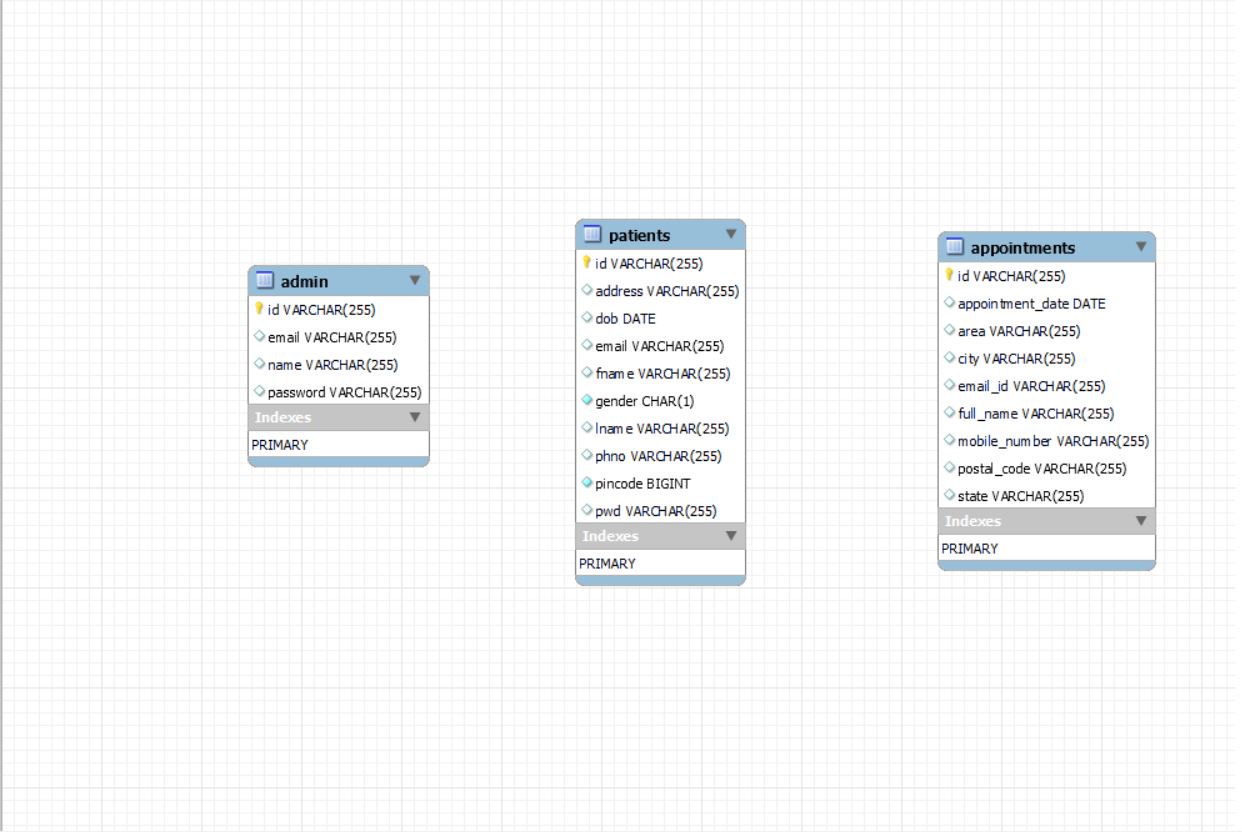 admin
id VARCHAR(255)
email VARCHAR(255)
name VARCHAR(255)
password VARCHAR(255)
Indexes
PRIMARY
patients
id VARCHAR(255)
address VARCHAR(255)
dob DATE
email VARCHAR(255)
fname VARCHAR(255)
gender CHAR(1)
lname VARCHAR(255)
phno VARCHAR(255)
pincode BIGINT
pwd VARCHAR(255)
Indexes
PRIMARY
appointments
id VARCHAR(255)
appointment_date DATE
area VARCHAR(255)
city VARCHAR(255)
email_id VARCHAR(255)
full_name VARCHAR(255)
mobile_number VARCHAR(255)
postal_code VARCHAR(255)
state VARCHAR(255)
Indexes
PRIMARY